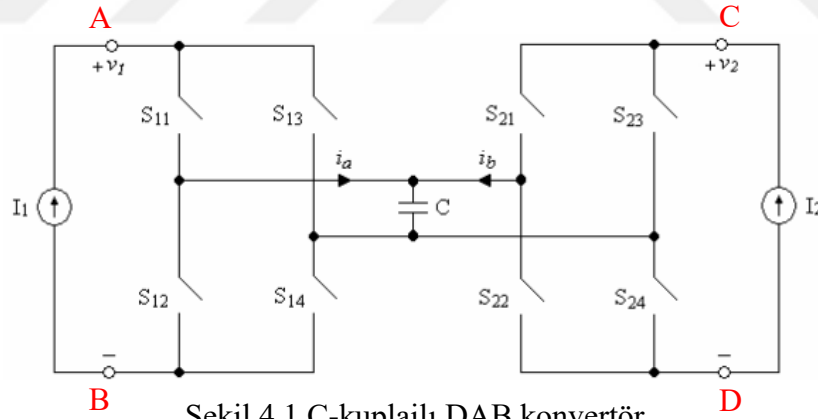 A
C
+v1
+v2
S11
S13
S21
S23
ia
ib
I1
C
I2
S12
S14
S22
S24
−
−
B
D
Şekil 4.1 C-kuplajlı DAB konvertör